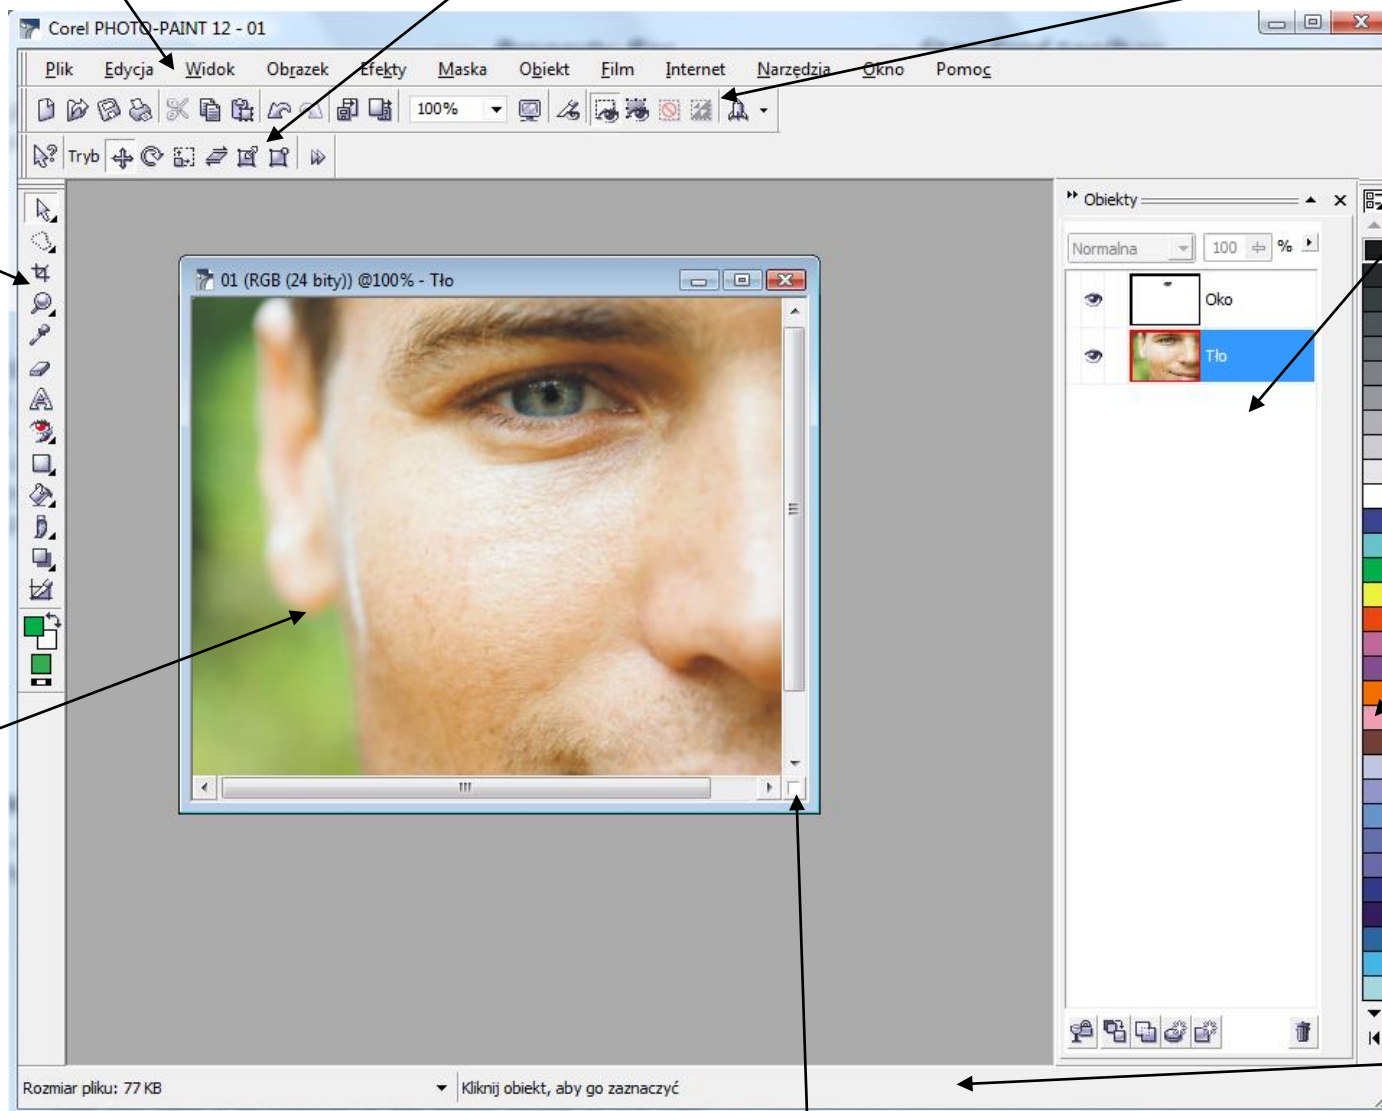 Corel PHOTO-PAINT 12 - 01
Plik Edycja Widok Obrazek Efekty Maska Obiekt Film Internet Narzędzia Okno Pomoc
100%
Tryb
Obiekty
Normalna 100 %
01 (RGB (24 bity)) @100% - Tło
Oko
Tło
Rozmiar pliku: 77 KB Kliknij obiekt, aby go zaznaczyć